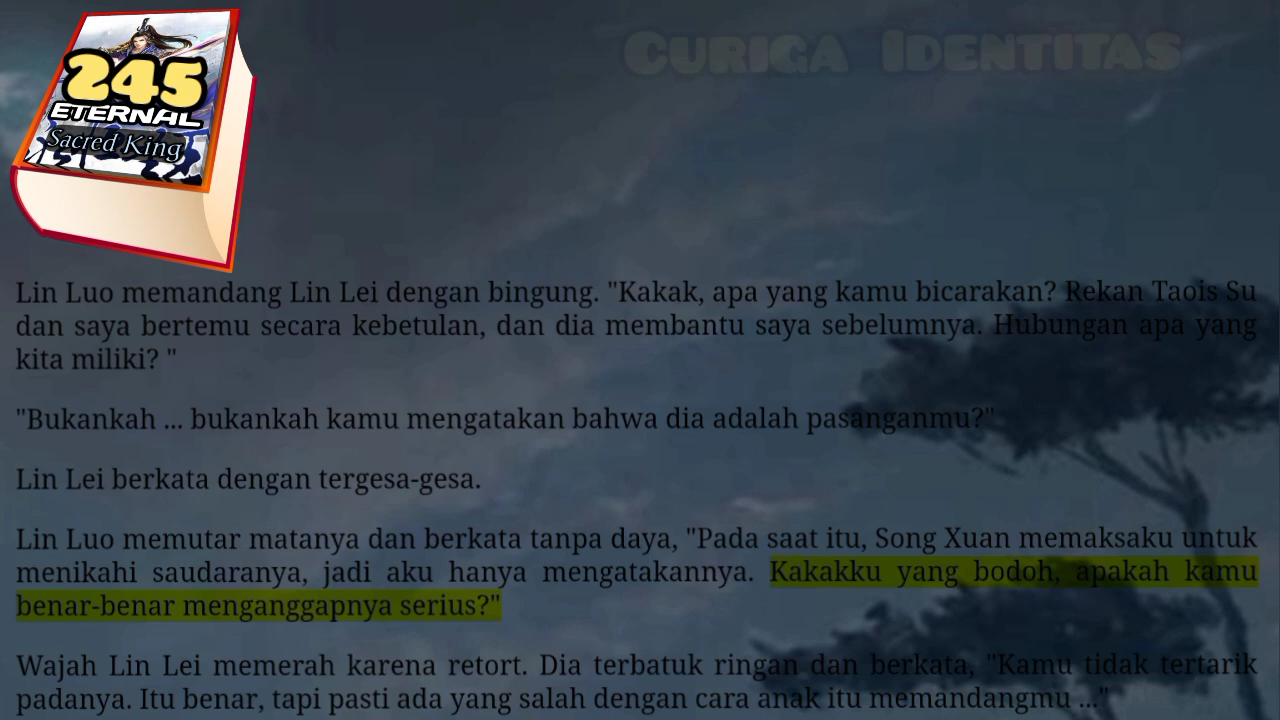 245
ETERNAL
Sacred King
Curiga Identitas
Lin Luo memandang Lin Lei dengan bingung. "Kakak, apa yang kamu bicarakan? Rekan Taois Su
dan saya bertemu secara kebetulan, dan dia membantu saya sebelumnya. Hubungan apa yang
kita miliki? "
"Bukankah ... bukankah kamu mengatakan bahwa dia adalah pasanganmu?"
Lin Lei berkata dengan tergesa-gesa.
Lin Luo memutar matanya dan berkata tanpa daya, "Pada saat itu, Song Xuan memaksaku untuk
menikahi saudaranya, jadi aku hanya mengatakannya. Kakakku yang bodoh, apakah kamu
benar-benar menganggapnya serius?"
Wajah Lin Lei memerah karena retort. Dia terbatuk ringan dan berkata, "Kamu tidak tertarik
padanya. Itu benar, tapi pasti ada yang salah dengan cara anak itu memandangmu ..."